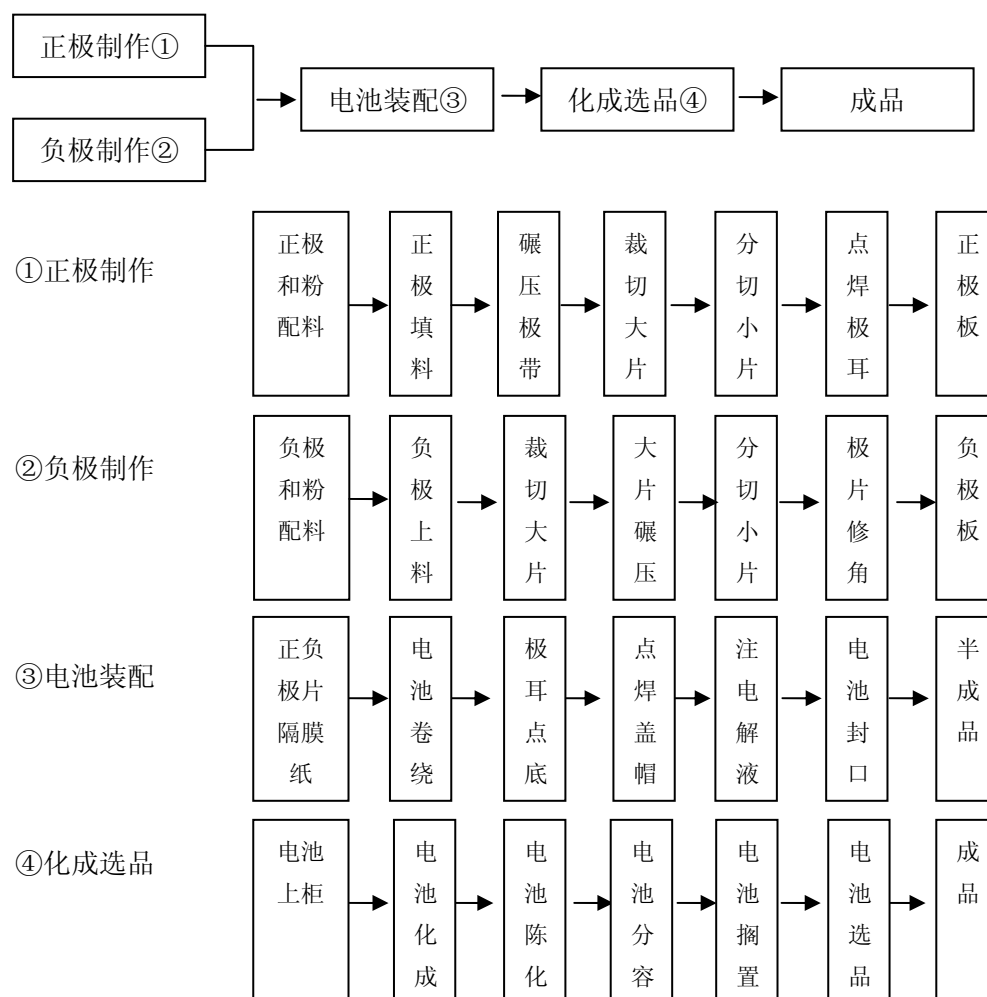 正极制作①
负极制作②
电池装配③
化成选品④
成品
①正极制作
正极和粉配料
正极填料
碾压极带
裁切大片
分切小片
点焊极耳
正极板
②负极制作
负极和粉配料
负极上料
裁切大片
大片碾压
分切小片
极片修角
负极板
③电池装配
正负极片隔膜纸
电池卷绕
极耳点底
点焊盖帽
注电解液
电池封口
半成品
④化成选品
电池上柜
电池化成
电池陈化
电池分容
电池搁置
电池选品
成品